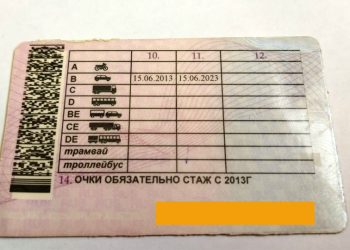 10. 11. 12.
A
B 15.06.2013 15.06.2023
C
D
BE
CE
DE
трамвай
троллейбус
14. ОЧКИ ОБЯЗАТЕЛЬНО СТАЖ С 2013Г